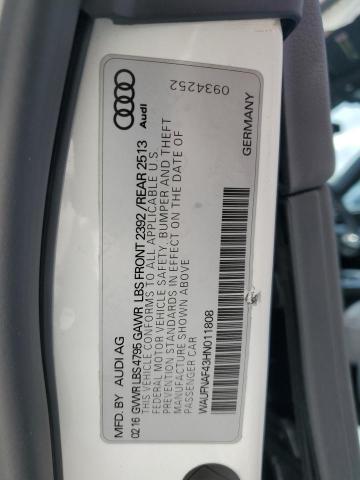 Audi
0934252
GERMANY
MFD. BY AUDI AG
02.16 GVWR LBS 4795 GAWR LBS FRONT 2392 / REAR 2513
THIS VEHICLE CONFORMS TO ALL APPLICABLE U.S.
FEDERAL MOTOR VEHICLE SAFETY, BUMPER AND THEFT
PREVENTION STANDARDS IN EFFECT ON THE DATE OF
MANUFACTURE SHOWN ABOVE
PASSENGER CAR
WAUFNAF43HN011808